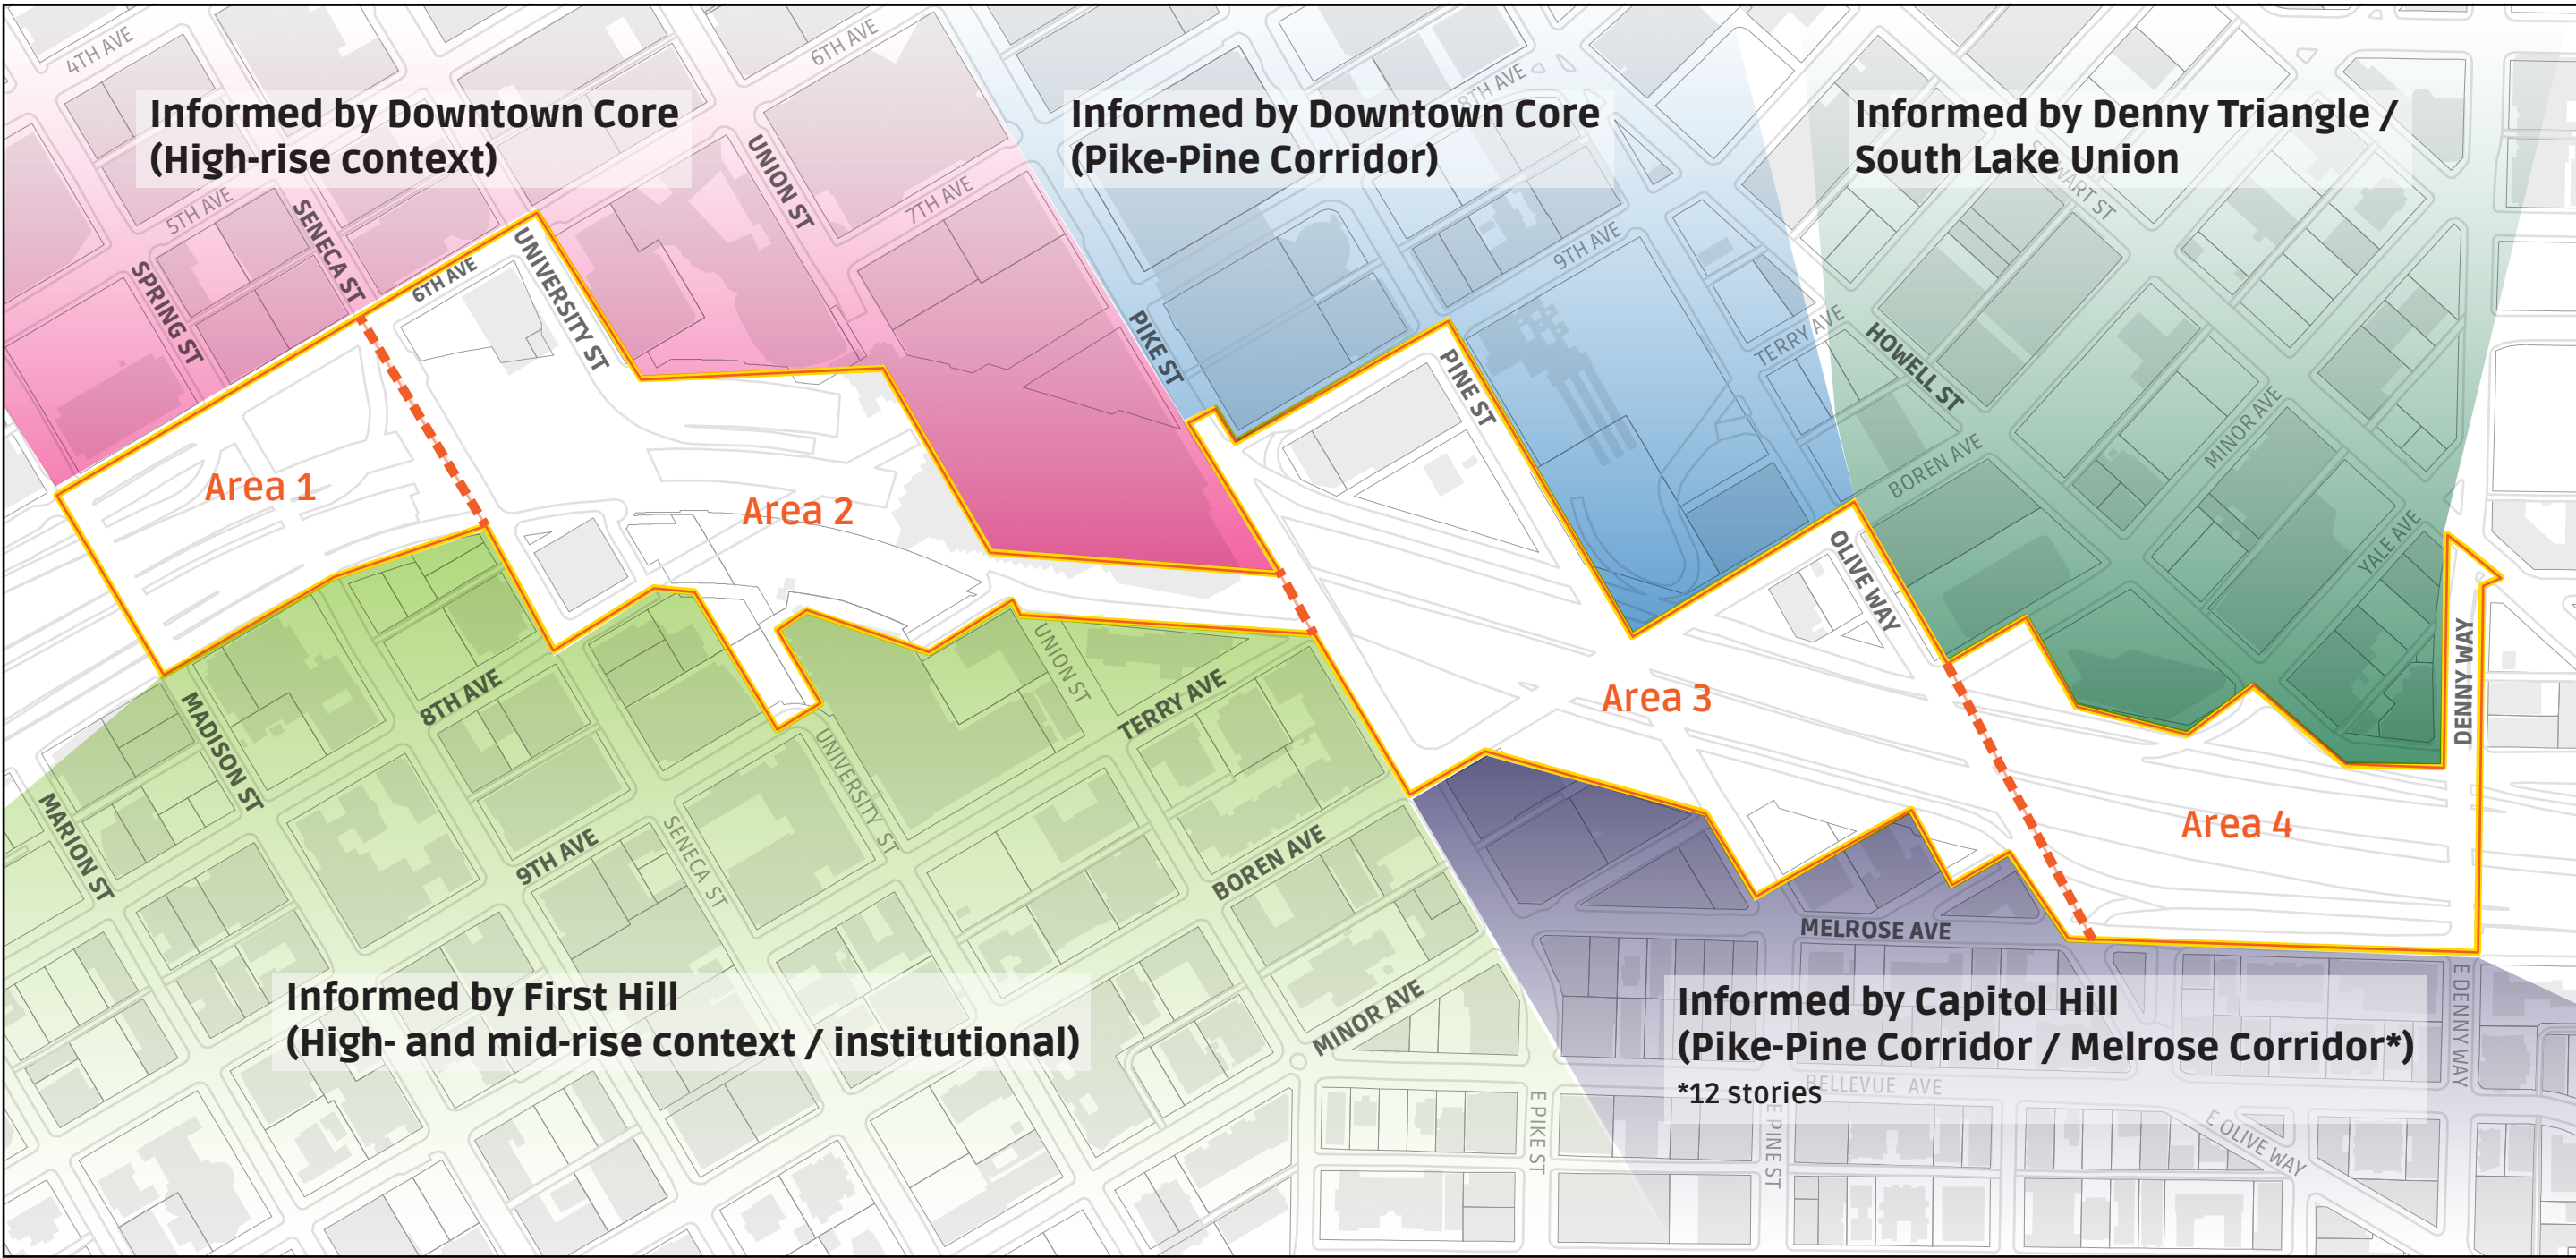 4TH AVE
6TH AVE
8TH AVE
Informed by Downtown Core
(High-rise context)
Informed by Downtown Core
(Pike-Pine Corridor)
Informed by Denny Triangle /
South Lake Union
UNION ST
7TH AVE
5TH AVE
SENECA ST
SPRING ST
6TH AVE
UNIVERSITY ST
9TH AVE
PIKE ST
PINE ST
TERRY AVE
HOWELL ST
BOREN AVE
MINOR AVE
YALE AVE
Area 1
Area 2
OLIVE WAY
DENNY WAY
Area 3
Area 4
MADISON ST
8TH AVE
UNION ST
TERRY AVE
MARION ST
9TH AVE
SENECA ST
UNIVERSITY ST
BOREN AVE
MINOR AVE
MELROSE AVE
Informed by First Hill
(High- and mid-rise context / institutional)
Informed by Capitol Hill
(Pike-Pine Corridor / Melrose Corridor*)
*12 stories
BELLEVUE AVE
E DENNY WAY
E PIKE ST
E PINE ST
E OLIVE WAY